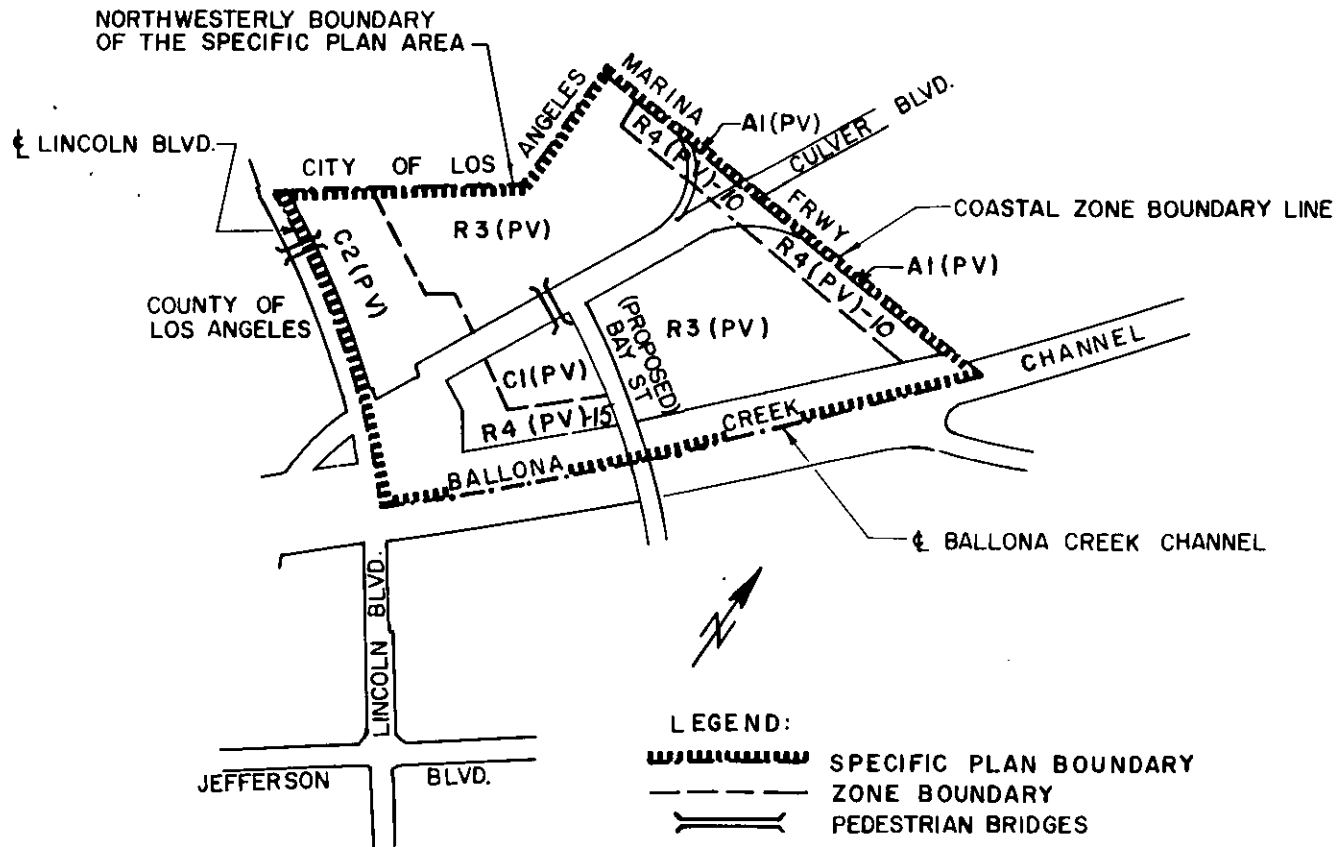 NORTHWESTERLY BOUNDARY
OF THE SPECIFIC PLAN AREA
℄ LINCOLN BLVD.
CITY OF LOS ANGELES
MARINA FRWY
A1(PV)
CULVER BLVD.
R4(PV)-10
COASTAL ZONE BOUNDARY LINE
R3(PV)
C2(PV)
A1(PV)
R4(PV)-10
COUNTY OF
LOS ANGELES
(PROPOSED)
BAY ST
R3(PV)
C1(PV)
R4(PV)-15
BALLONA CREEK CHANNEL
℄ BALLONA CREEK CHANNEL
LINCOLN BLVD.
LINCOLN BLVD.
N
JEFFERSON BLVD.
LEGEND:
SPECIFIC PLAN BOUNDARY
ZONE BOUNDARY
PEDESTRIAN BRIDGES